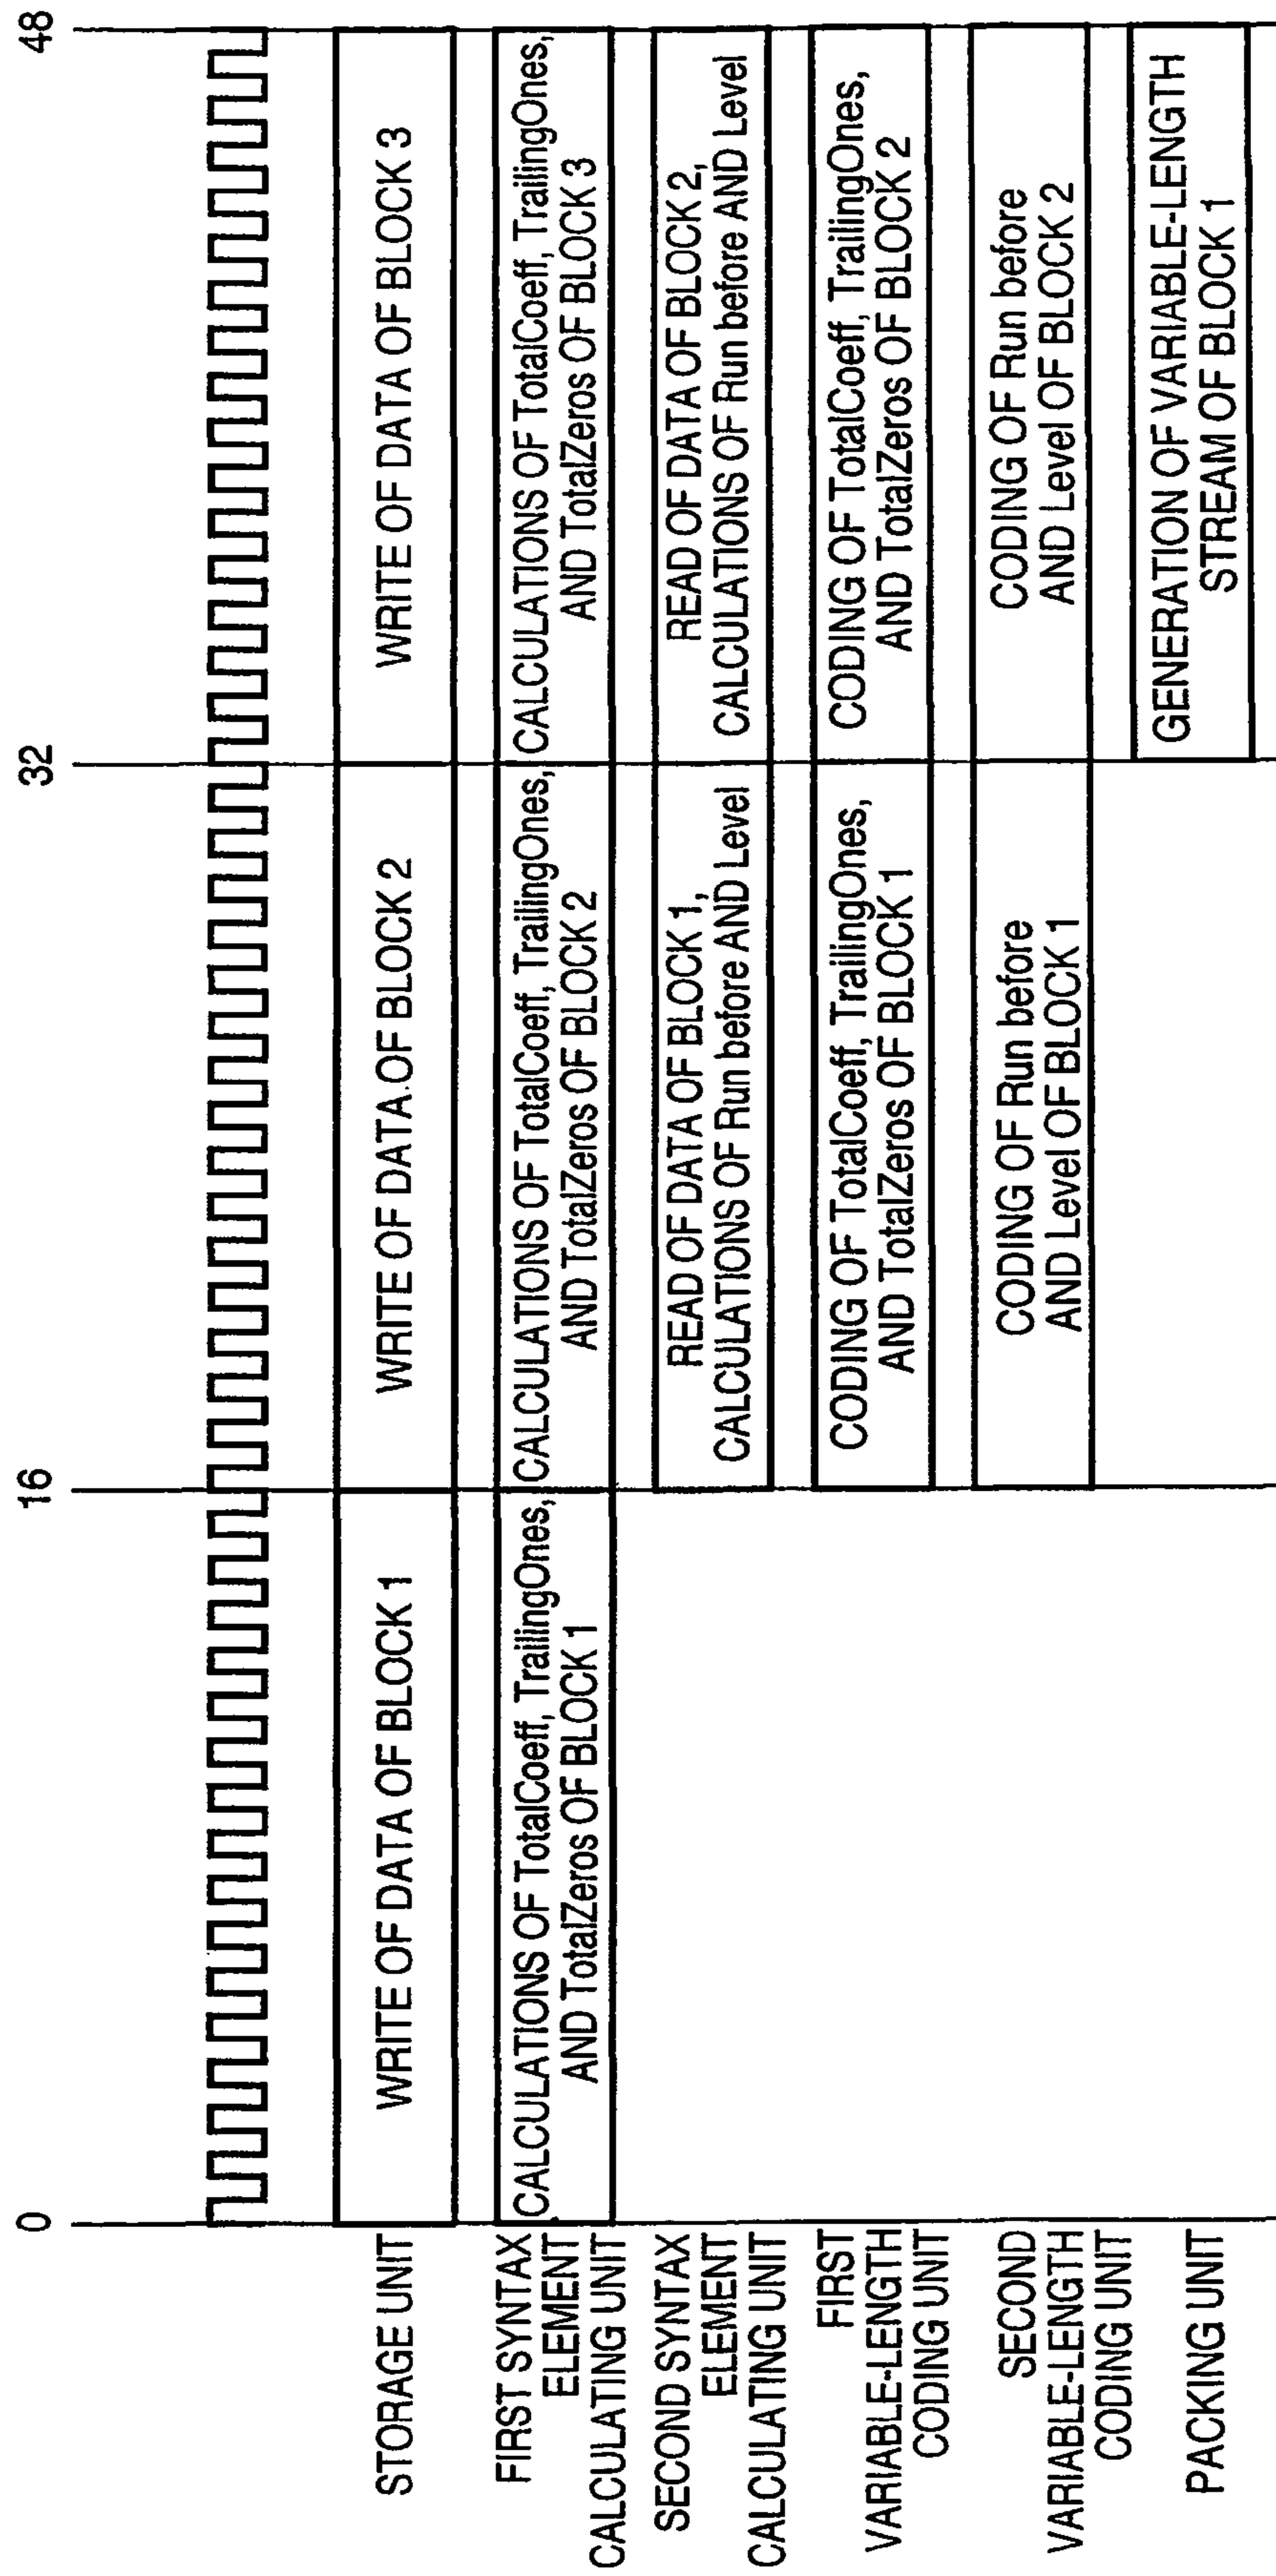 0
16
32
48
STORAGE UNIT
WRITE OF DATA OF BLOCK 1
WRITE OF DATA.OF BLOCK 2
WRITE OF DATA OF BLOCK 3
FIRST SYNTAX
ELEMENT
CALCULATING UNIT
CALCULATIONS OF TotalCoeff, TrailingOnes,
AND TotalZeros OF BLOCK 1
CALCULATIONS OF TotalCoeff, TrailingOnes,
AND TotalZeros OF BLOCK 2
CALCULATIONS OF TotalCoeff, TrailingOnes,
AND TotalZeros OF BLOCK 3
SECOND SYNTAX
ELEMENT
CALCULATING UNIT
READ OF DATA OF BLOCK 1,
CALCULATIONS OF Run before AND Level
READ OF DATA OF BLOCK 2,
CALCULATIONS OF Run before AND Level
FIRST
VARIABLE-LENGTH
CODING UNIT
CODING OF TotalCoeff, TrailingOnes,
AND TotalZeros OF BLOCK 1
CODING OF TotalCoeff, TrailingOnes,
AND TotalZeros OF BLOCK 2
SECOND
VARIABLE-LENGTH
CODING UNIT
CODING OF Run before
AND Level OF BLOCK 1
CODING OF Run before
AND Level OF BLOCK 2
PACKING UNIT
GENERATION OF VARIABLE-LENGTH
STREAM OF BLOCK 1